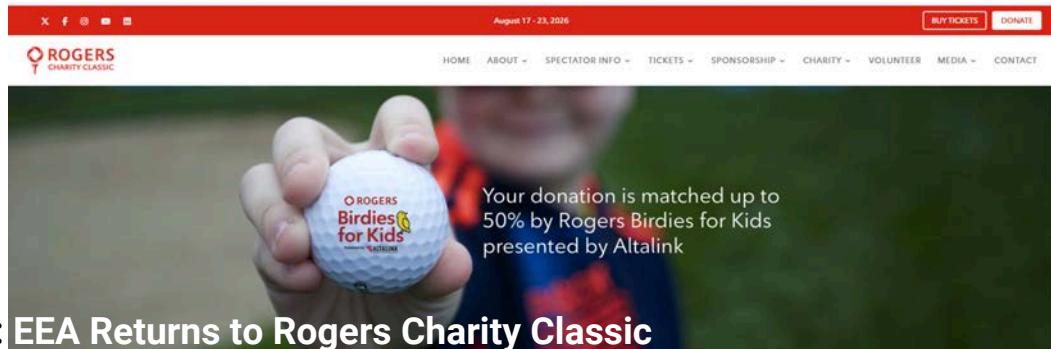 August 17 - 23, 2026
BUY TICKETS
DONATE
ROGERS
CHARITY CLASSIC
HOME ABOUT SPECTATOR INFO TICKETS SPONSORSHIP CHARITY VOLUNTEER MEDIA CONTACT
ROGERS
Birdies
for Kids
ALTALINK
Your donation is matched up to
50% by Rogers Birdies for Kids
presented by Altalink
: EEA Returns to Rogers Charity Classic